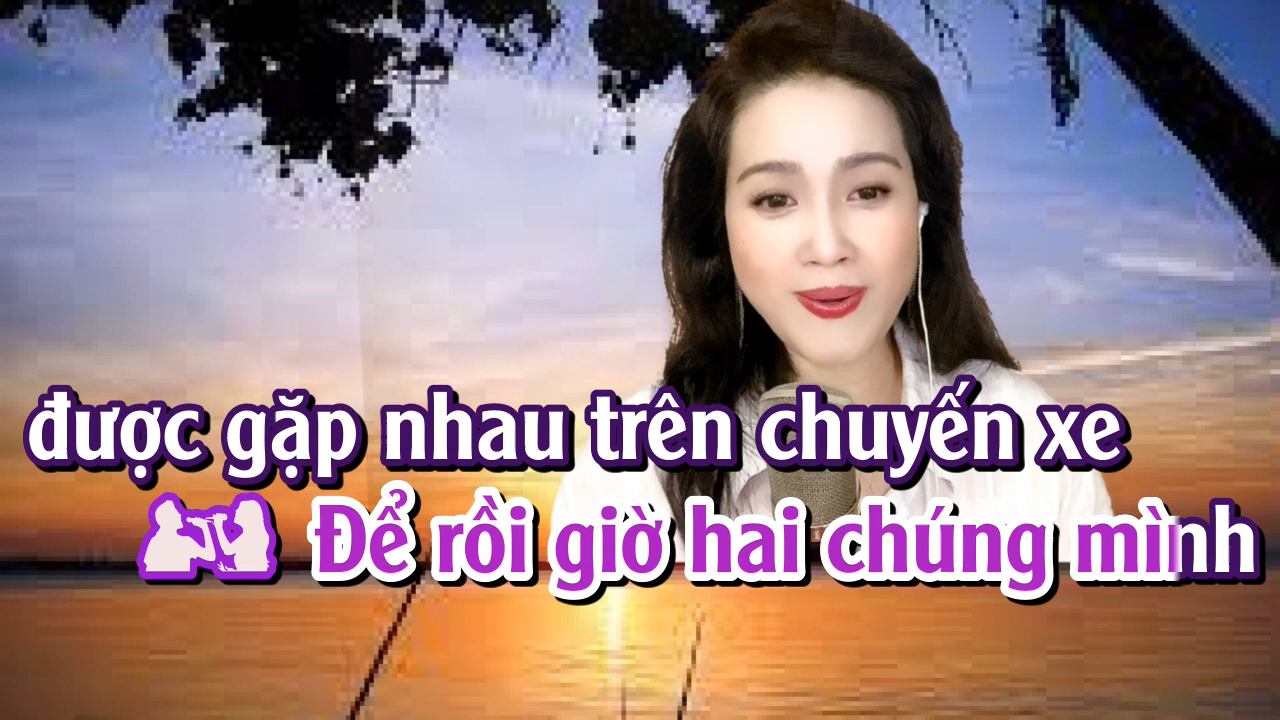 được gặp nhau trên chuyến xe
Để rồi giờ hai chúng mình